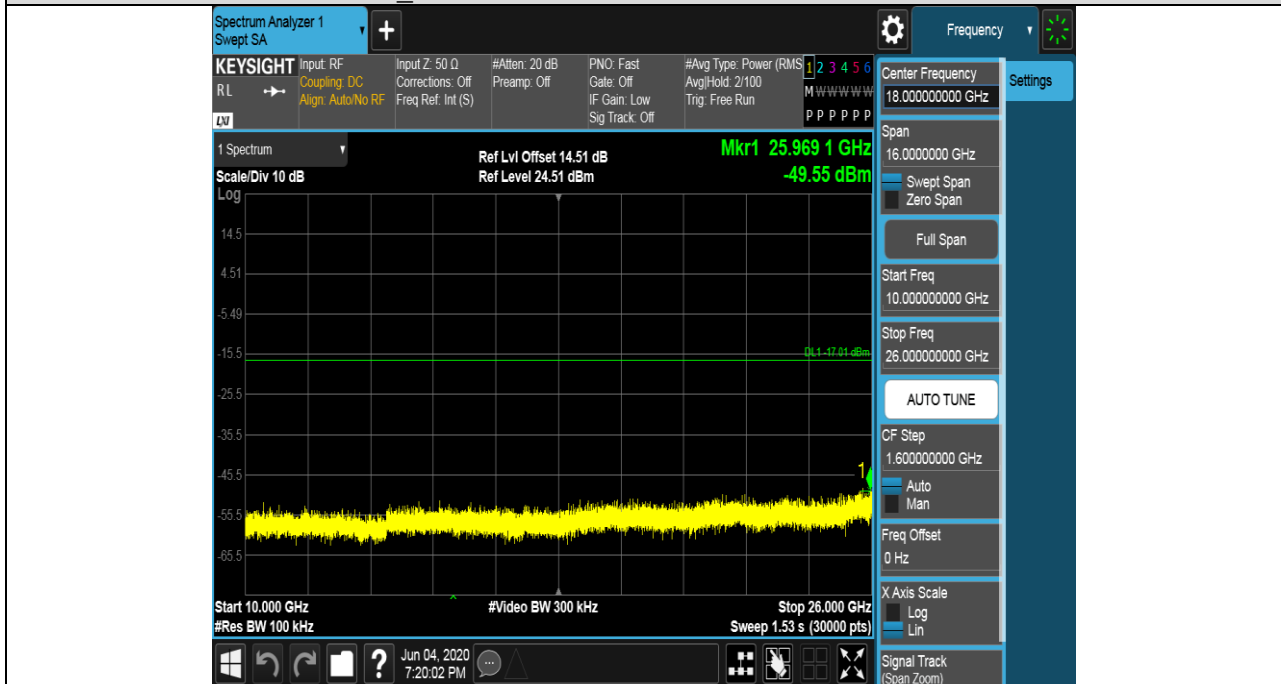 Spectrum Analyzer 1
Swept SA
Frequency
KEYSIGHT
RL
LXI
Input: RF
Coupling: DC
Align: Auto/No RF
Input Z: 50 Ω
Corrections: Off
Freq Ref: Int (S)
#Atten: 20 dB
Preamp: Off
PNO: Fast
Gate: Off
IF Gain: Low
Sig Track: Off
#Avg Type: Power (RMS
Avg|Hold: 2/100
Trig: Free Run
1 2 3 4 5 6
M W W W W W
P P P P P P
1 Spectrum
Scale/Div 10 dB
Log
Ref Lvl Offset 14.51 dB
Ref Level 24.51 dBm
Mkr1 25.969 1 GHz
-49.55 dBm
14.5
4.51
-5.49
-15.5
DL1 -17.01 dBm
-25.5
-35.5
-45.5
1
-55.5
-65.5
Start 10.000 GHz
#Res BW 100 kHz
#Video BW 300 kHz
Stop 26.000 GHz
Sweep 1.53 s (30000 pts)
Jun 04, 2020
7:20:02 PM
Center Frequency
18.000000000 GHz
Span
16.0000000 GHz
Swept Span
Zero Span
Full Span
Start Freq
10.000000000 GHz
Stop Freq
26.000000000 GHz
AUTO TUNE
CF Step
1.600000000 GHz
Auto
Man
Freq Offset
0 Hz
X Axis Scale
Log
Lin
Signal Track
(Span Zoom)
Settings